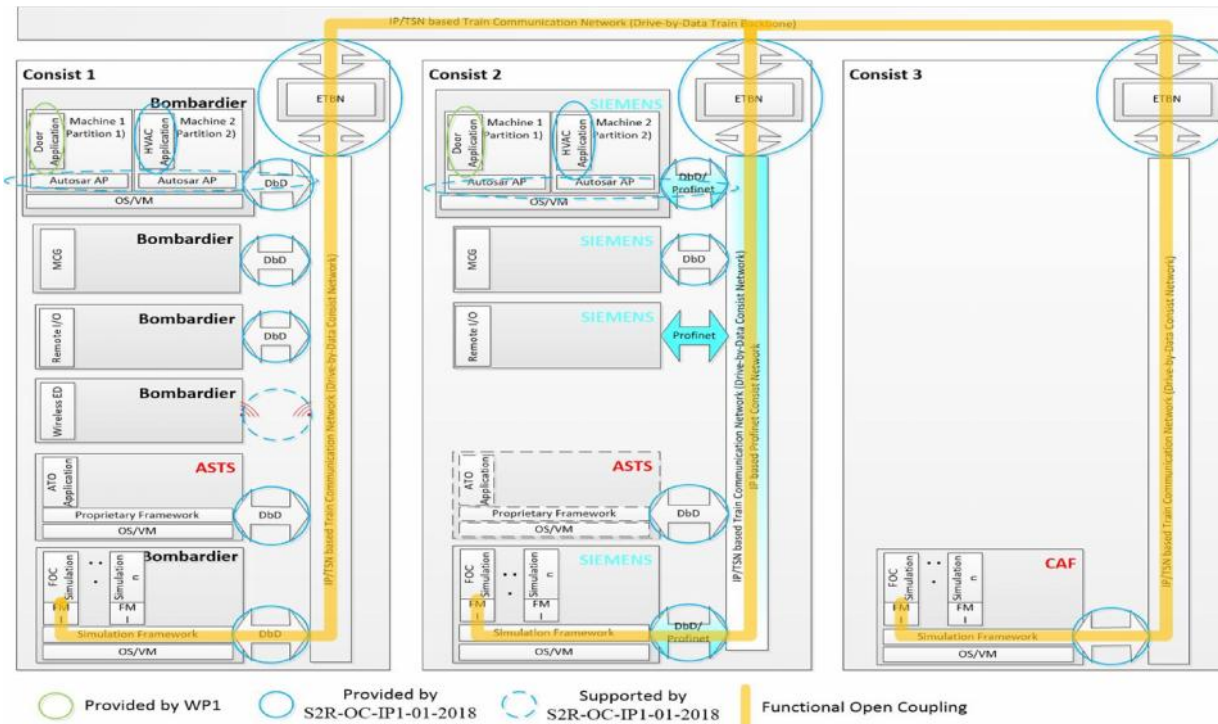 IP/TSN based Train Communication Network (Drive-by-Data Train Backbone)
Consist 1
ETBN
Bombardier
Door
Application
Machine 1
Partition 1)
HVAC
Application
Machine 2
Partition 2)
Autosar AP
Autosar AP
OS/VM
DbD
MCG
Bombardier
DbD
Remote I/O
Bombardier
DbD
Wireless ED
Bombardier
ATO
Application
ASTS
Proprietary Framework
OS/VM
DbD
FOC
Simulation
FM
I
. .
.
Simulation
n
FM
I
Bombardier
Simulation Framework
OS/VM
DbD
IP/TSN based Train Communication Network (Drive-by-Data Consist Network)
Consist 2
ETBN
SIEMENS
Door
Application
Machine 1
Partition 1)
HVAC
Application
Machine 2
Partition 2)
Autosar AP
Autosar AP
OS/VM
DbD/
Profinet
MCG
SIEMENS
DbD
Remote I/O
SIEMENS
Profinet
ATO
Application
ASTS
Proprietary Framework
OS/VM
DbD
FOC
Simulation
FM
I
. .
.
Simulation
n
FM
I
SIEMENS
Simulation Framework
OS/VM
DbD/
Profinet
IP/TSN based Train Communication Network (Drive-by-Data Consist Network)
IP based Profinet Consist Network
Consist 3
ETBN
FOC
Simulation
FM
I
. .
.
Simulation
n
FM
I
CAF
Simulation Framework
OS/VM
IP/TSN based Train Communication Network (Drive-by-Data Consist Network)
Provided by WP1
Provided by
S2R-OC-IP1-01-2018
Supported by
S2R-OC-IP1-01-2018
Functional Open Coupling